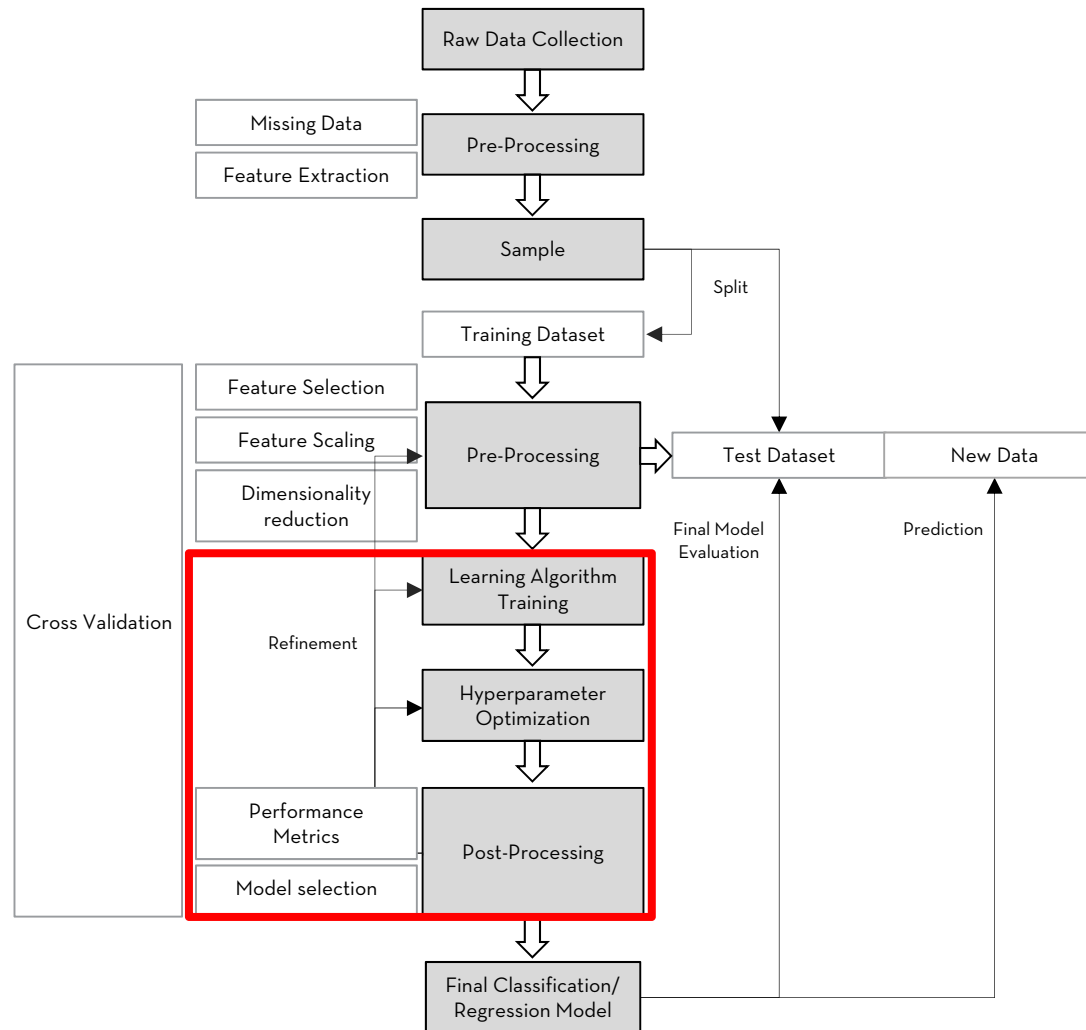 Raw Data Collection
Missing Data
Pre-Processing
Feature Extraction
Sample
Split
Training Dataset
Feature Selection
Feature Scaling
Pre-Processing
Test Dataset
New Data
Dimensionality
reduction
Final Model
Evaluation
Prediction
Learning Algorithm
Training
Cross Validation
Refinement
Hyperparameter
Optimization
Performance
Metrics
Post-Processing
Model selection
Final Classification/
Regression Model